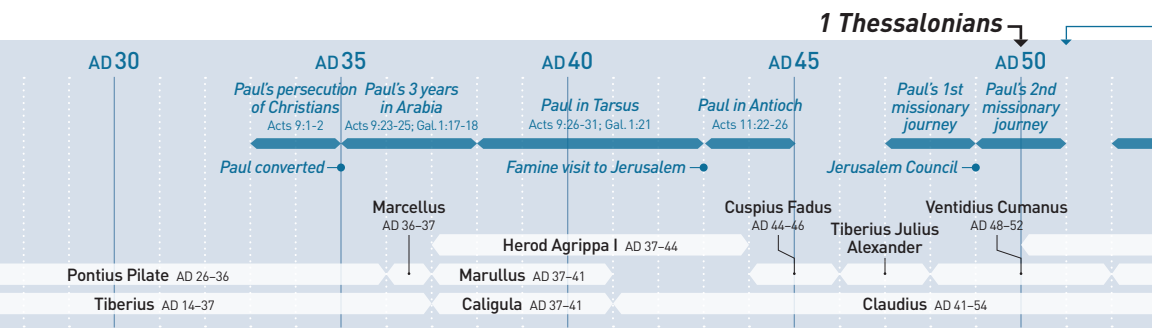 1 Thessalonians
AD 30
AD 35
AD 40
AD 45
AD 50
Paul's persecution
of Christians
Acts 9:1-2
Paul's 3 years
in Arabia
Acts 9:23-25; Gal. 1:17-18
Paul in Tarsus
Acts 9:26-31; Gal. 1:21
Paul in Antioch
Acts 11:22-26
Paul's 1st
missionary
journey
Paul's 2nd
missionary
journey
Paul converted
Famine visit to Jerusalem
Jerusalem Council
Marcellus
AD 36–37
Cuspius Fadus
AD 44–46
Tiberius Julius
Alexander
Ventidius Cumanus
AD 48–52
Herod Agrippa I AD 37–44
Pontius Pilate AD 26–36
Marullus AD 37–41
Tiberius AD 14–37
Caligula AD 37–41
Claudius AD 41–54